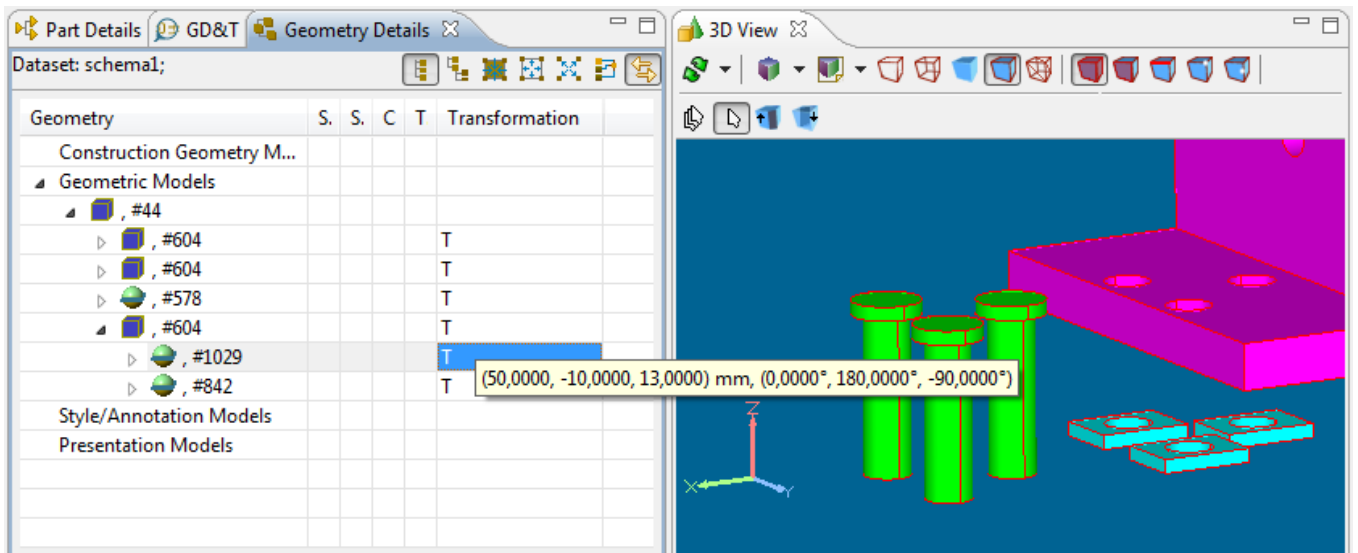 Part Details GD&T Geometry Details
Dataset: schema1;
Geometry S. S. C T Transformation
Construction Geometry M...
Geometric Models
, #44
, #604 T
, #604 T
, #578 T
, #604 T
, #1029 T
(50,0000, -10,0000, 13,0000) mm, (0,0000°, 180,0000°, -90,0000°)
, #842 T
Style/Annotation Models
Presentation Models
3D View
Z
X
Y